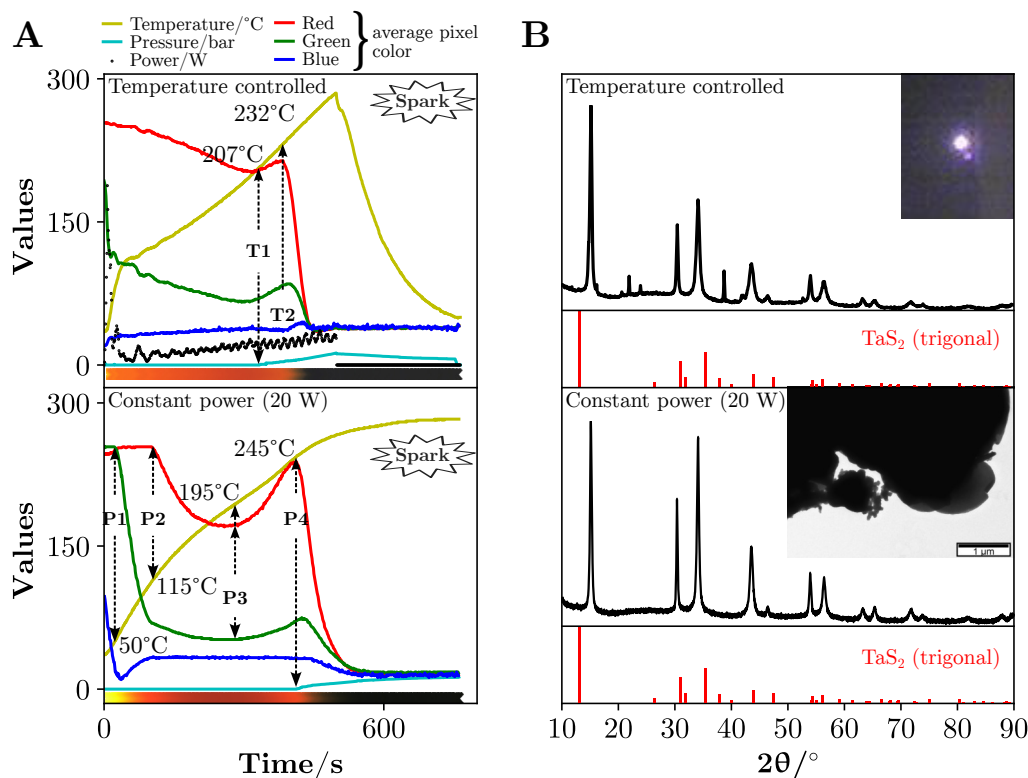 A
Temperature/°C
Pressure/bar
Power/W
Red
Green
Blue
average pixel
color
Temperature controlled
Spark
232°C
207°C
T1
T2
300
150
0
Values
Constant power (20 W)
Spark
245°C
195°C
P1
P2
P4
115°C
P3
50°C
300
150
0
Values
0
600
Time/s
B
Temperature controlled
TaS₂ (trigonal)
Constant power (20 W)
1 µm
TaS₂ (trigonal)
10 20 30 40 50 60 70 80 90
2θ/°